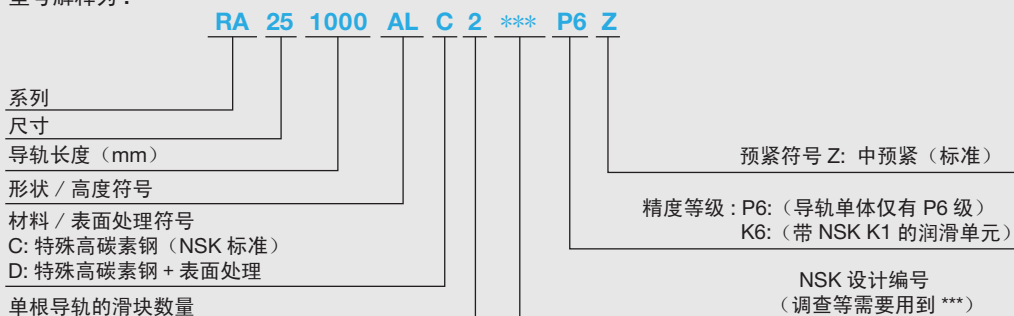 型号解释为：
RA 25 1000 AL C 2 *** P6 Z
系列
尺寸
导轨长度（mm）
形状 / 高度符号
材料 / 表面处理符号
C: 特殊高碳素钢（NSK 标准）
D: 特殊高碳素钢 + 表面处理
单根导轨的滑块数量
预紧符号 Z: 中预紧（标准）
精度等级 : P6:（导轨单体仅有 P6 级）
K6:（带 NSK K1 的润滑单元）
NSK 设计编号
（调查等需要用到 ***）